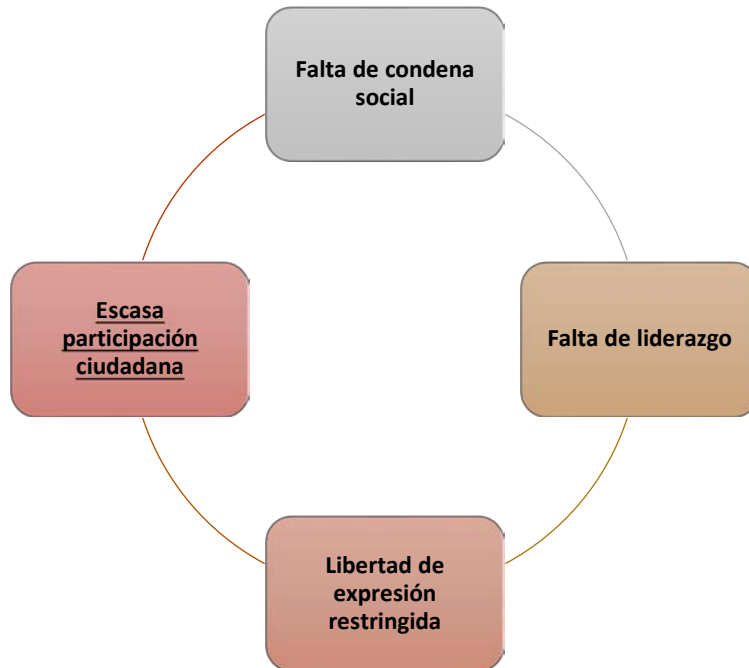 Falta de condena
social
Escasa
participación
ciudadana
Falta de liderazgo
Libertad de
expresión
restringida